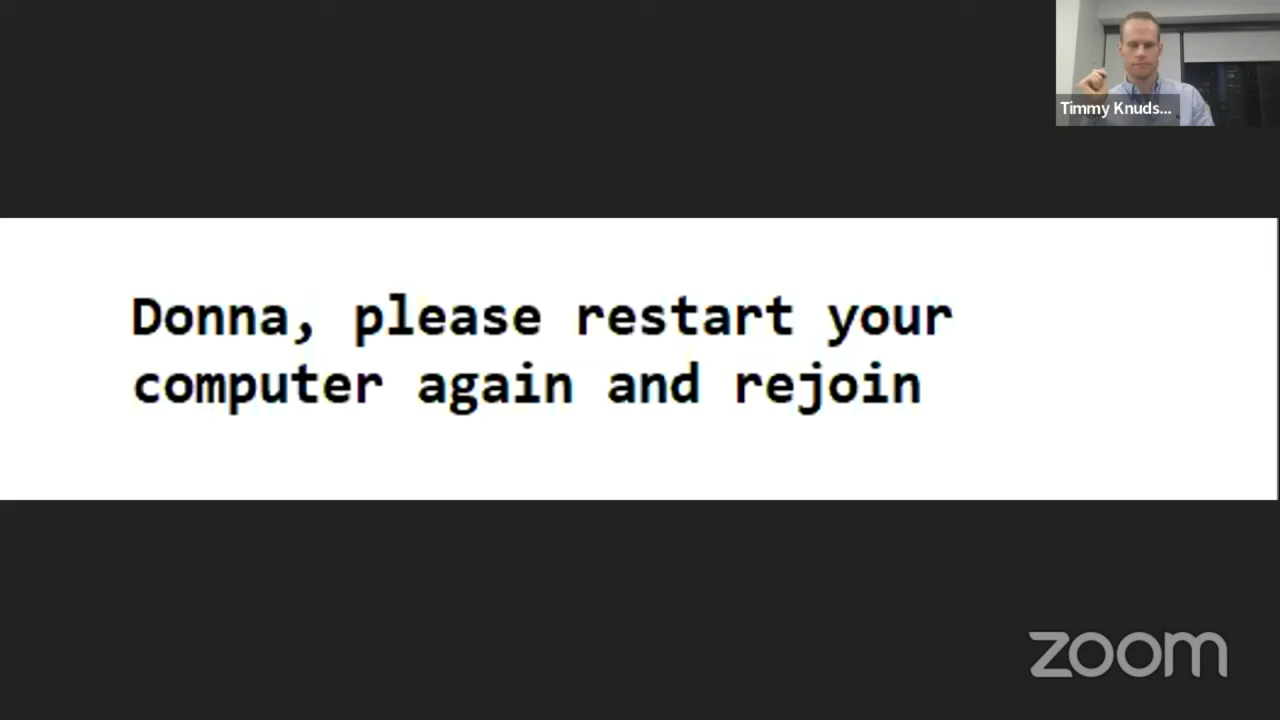 Timmy Knuds...
Donna, please restart your
computer again and rejoin
zoom